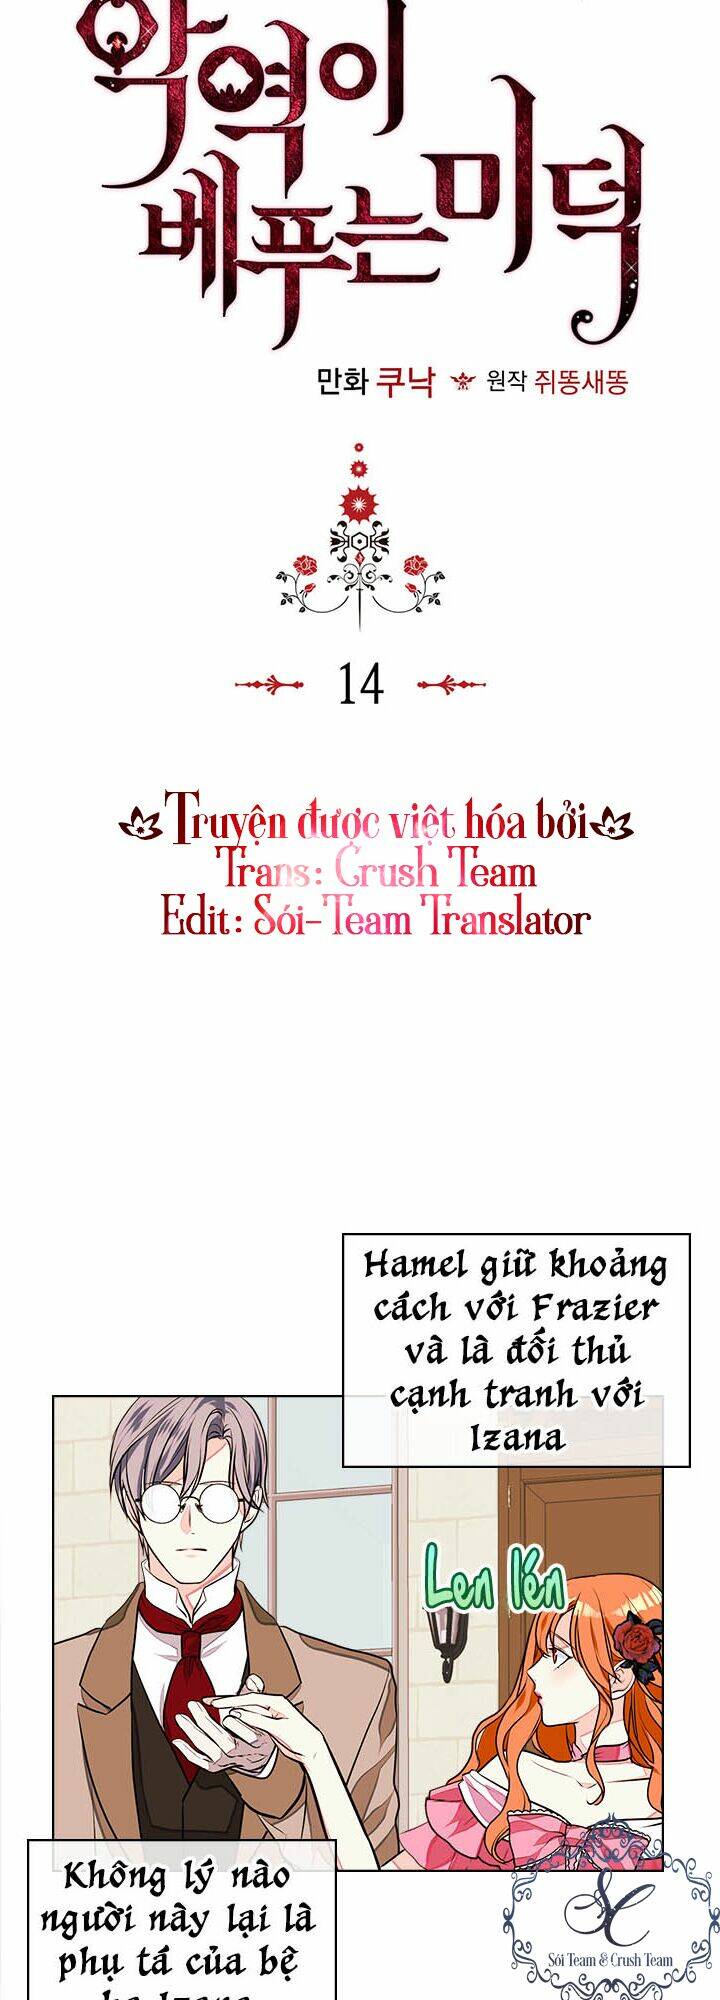 악역이
베푸는 미덕
만화 쿠낙 원작 쥐똥새똥
14
Truyện được việt hóa bởi
Trans: Crush Team
Edit: Sói-Team Translator
Hamel giữ khoảng
cách với Frazier
và là đối thủ
cạnh tranh với
Izana
Len lén
Không lý nào
người này lại là
phụ tá của bệ
Izana
SC
Sói Team & Crush Team